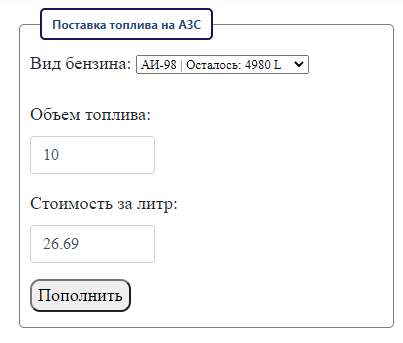 Поставка топлива на АЗС
Вид бензина: АИ-98 | Осталось: 4980 L
Объем топлива:
10
Стоимость за литр:
26.69
Пополнить